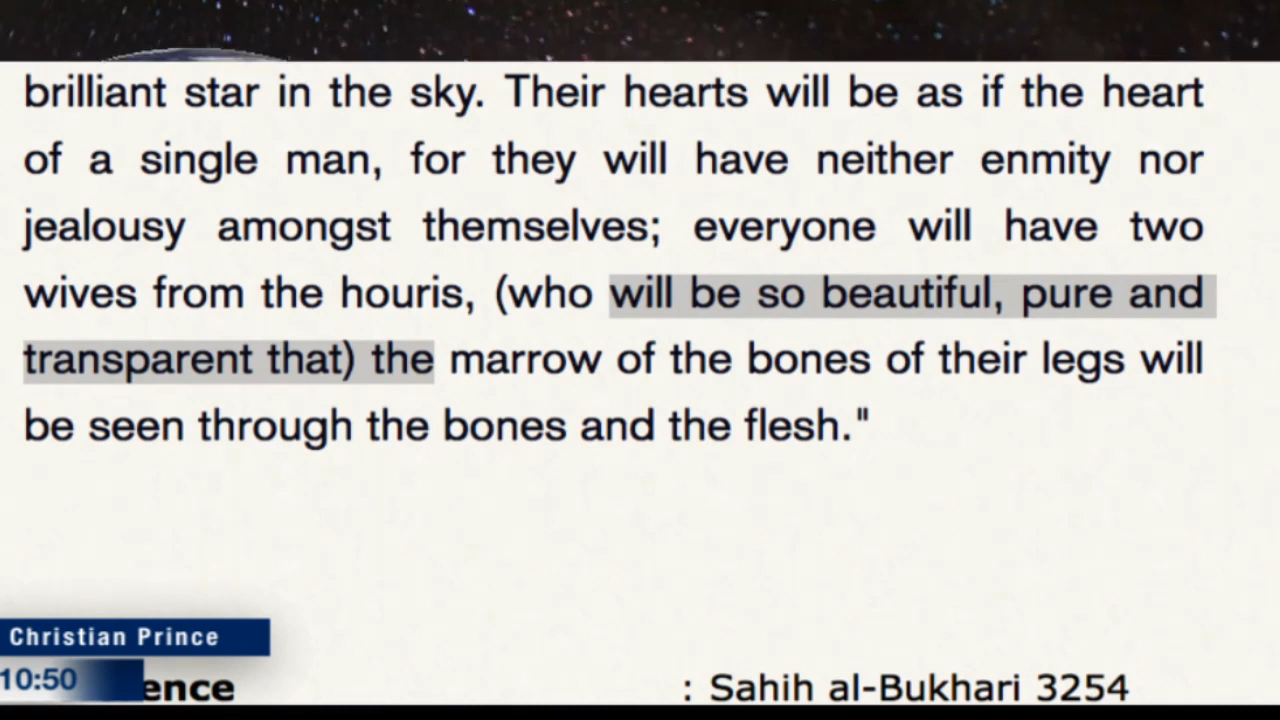 brilliant star in the sky. Their hearts will be as if the heart
of a single man, for they will have neither enmity nor
jealousy amongst themselves; everyone will have two
wives from the houris, (who will be so beautiful, pure and
transparent that) the marrow of the bones of their legs will
be seen through the bones and the flesh."
Christian Prince
10:50
ence : Sahih al-Bukhari 3254